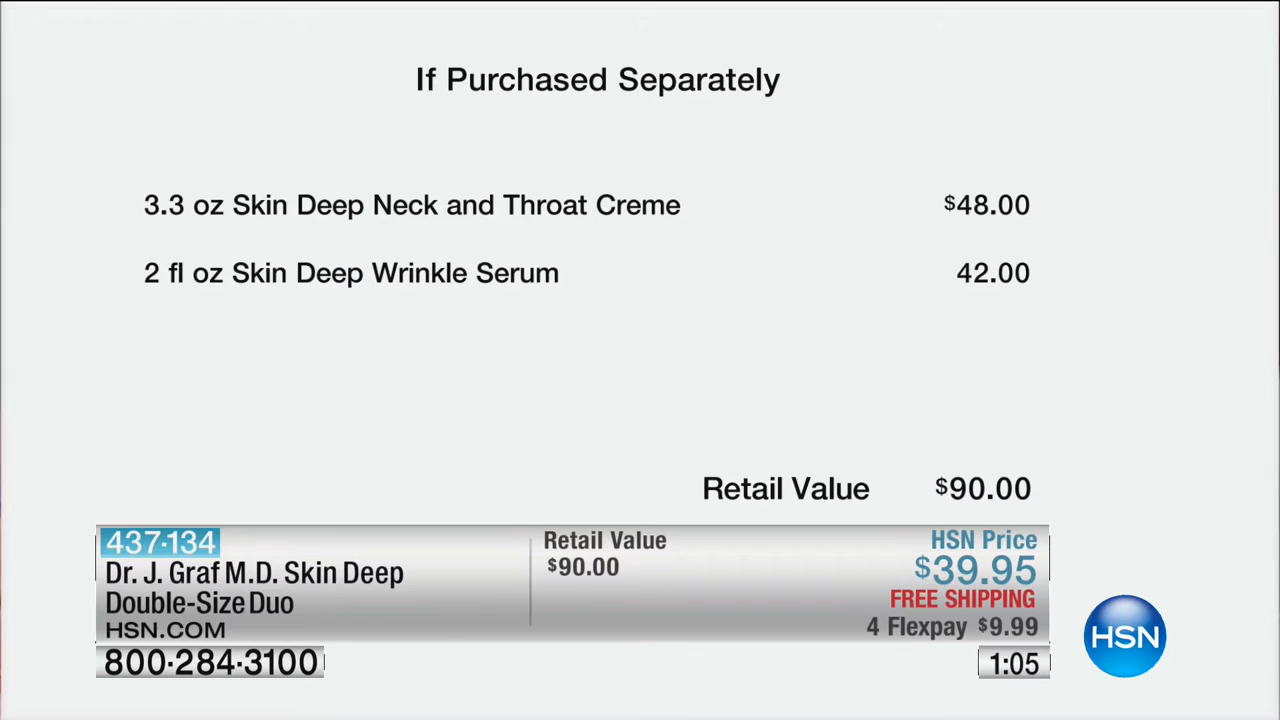 If Purchased Separately
3.3 oz Skin Deep Neck and Throat Creme $48.00
2 fl oz Skin Deep Wrinkle Serum 42.00
Retail Value $90.00
437·134
Dr. J. Graf M.D. Skin Deep
Double-Size Duo
HSN.COM
800·284·3100
Retail Value
$90.00
HSN Price
$39.95
FREE SHIPPING
4 Flexpay $9.99
1:05
HSN